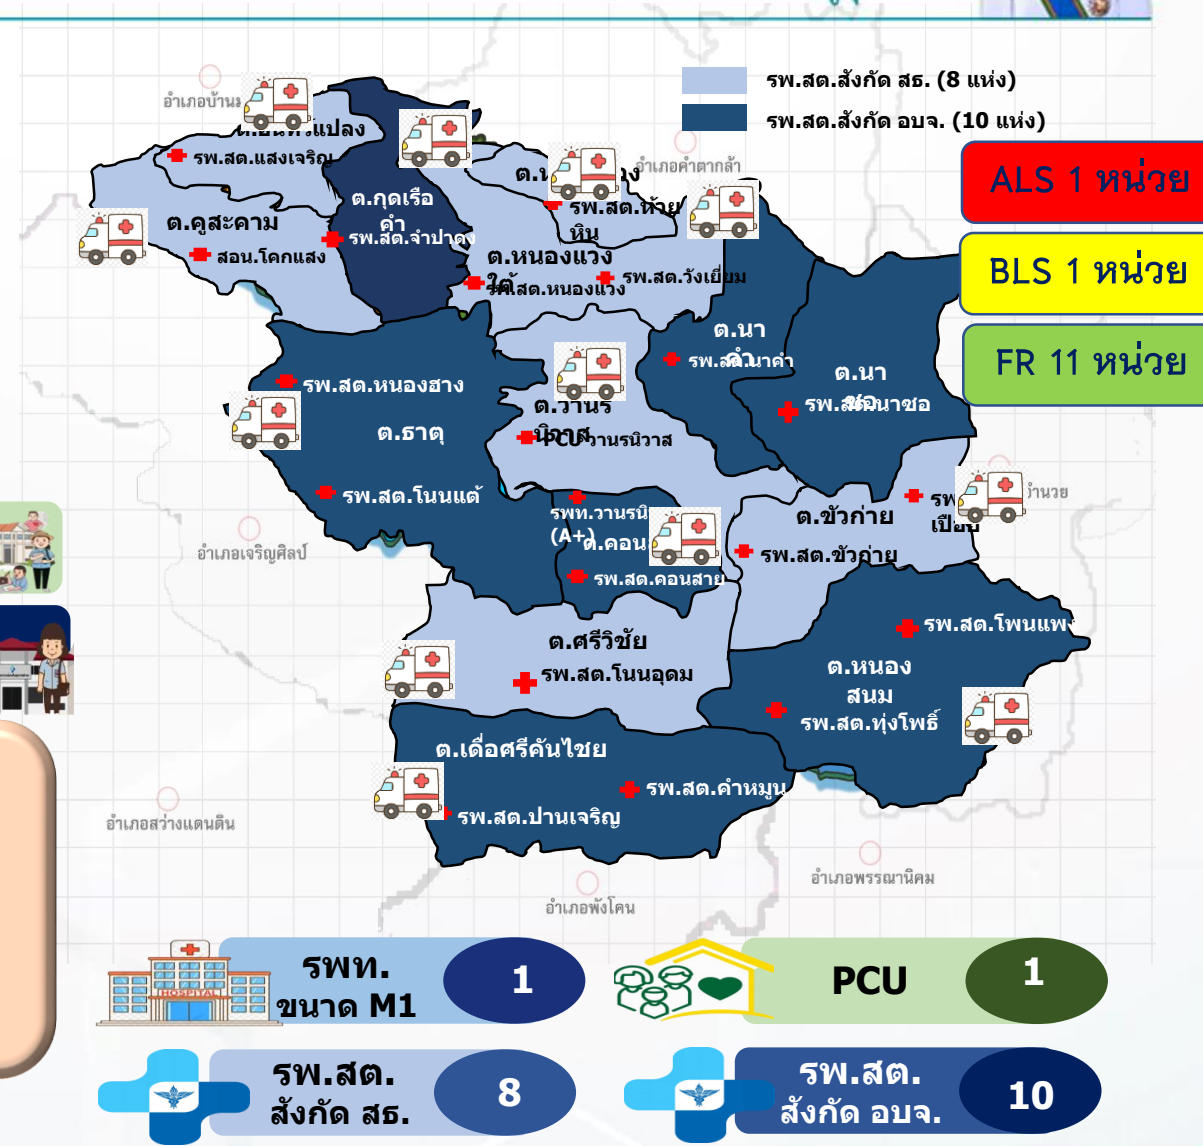 รพ.สต.สังกัด สธ. (8 แห่ง)
รพ.สต.สังกัด อบจ. (10 แห่ง)
ALS 1 หน่วย
BLS 1 หน่วย
FR 11 หน่วย
อำเภอคำตากล้า
รพ.สต.แสงเจริญ
ต.กุดเรือ
คำ
รพ.สต.จำปาดง
ต.คูสะคาม
สอน.โคกแสง
รพ.สต.ห้วย
หิน
ต.หนองแวง
ใต้
รพ.สต.หนองแวง
รพ.สต.วังเยี่ยม
ต.นา
คำ
รพ.สต.นาคำ
ต.นา
ซอ
รพ.สต.นาซอ
รพ.สต.หนองฮาง
ต.ธาตุ
รพ.สต.โนนแต้
ต.วานร
นิวาส
PCU วานรนิวาส
รพท.วานรนิ
(A+)
ต.คอน
รพ.สต.คอนสาย
ต.ขัวก่าย
รพ.สต.ขัวก่าย
อำเภอเจริญศิลป์
ต.ศรีวิชัย
รพ.สต.โนนอุดม
รพ.สต.โพนแพง
ต.หนอง
สนม
รพ.สต.ทุ่งโพธิ์
ต.เดื่อศรีคันไชย
รพ.สต.คำหมูน
รพ.สต.ปานเจริญ
อำเภอสว่างแดนดิน
อำเภอพรรณานิคม
อำเภอพังโคน
HOSPITAL
รพท.
ขนาด M1
1
PCU
1
รพ.สต.
สังกัด สธ.
8
รพ.สต.
สังกัด อบจ.
10